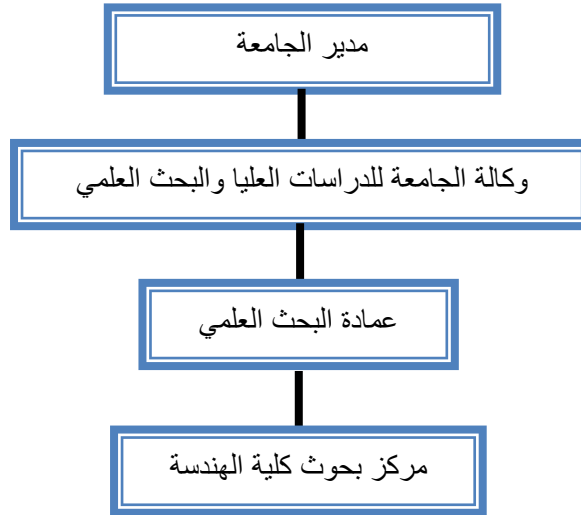 مدير الجامعة
وكالة الجامعة للدراسات العليا والبحث العلمي
عمادة البحث العلمي
مركز بحوث كلية الهندسة